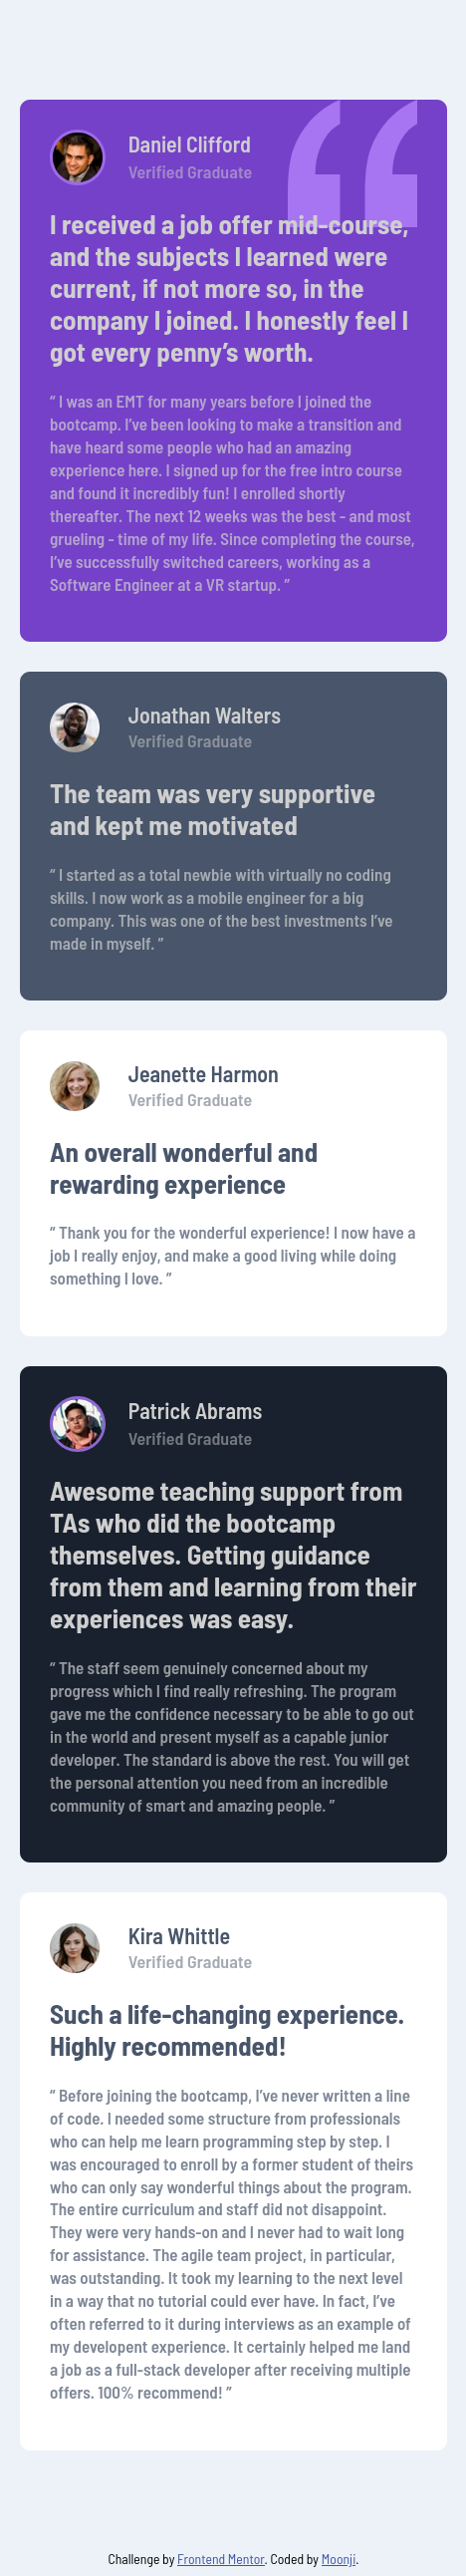 Daniel Clifford
Verified Graduate
I received a job offer mid-course,
and the subjects I learned were
current, if not more so, in the
company I joined. I honestly feel I
got every penny’s worth.
“ I was an EMT for many years before I joined the
bootcamp. I’ve been looking to make a transition and
have heard some people who had an amazing
experience here. I signed up for the free intro course
and found it incredibly fun! I enrolled shortly
thereafter. The next 12 weeks was the best - and most
grueling - time of my life. Since completing the course,
I’ve successfully switched careers, working as a
Software Engineer at a VR startup. ”
Jonathan Walters
Verified Graduate
The team was very supportive
and kept me motivated
“ I started as a total newbie with virtually no coding
skills. I now work as a mobile engineer for a big
company. This was one of the best investments I’ve
made in myself. ”
Jeanette Harmon
Verified Graduate
An overall wonderful and
rewarding experience
“ Thank you for the wonderful experience! I now have a
job I really enjoy, and make a good living while doing
something I love. ”
Patrick Abrams
Verified Graduate
Awesome teaching support from
TAs who did the bootcamp
themselves. Getting guidance
from them and learning from their
experiences was easy.
“ The staff seem genuinely concerned about my
progress which I find really refreshing. The program
gave me the confidence necessary to be able to go out
in the world and present myself as a capable junior
developer. The standard is above the rest. You will get
the personal attention you need from an incredible
community of smart and amazing people. ”
Kira Whittle
Verified Graduate
Such a life-changing experience.
Highly recommended!
“ Before joining the bootcamp, I’ve never written a line
of code. I needed some structure from professionals
who can help me learn programming step by step. I
was encouraged to enroll by a former student of theirs
who can only say wonderful things about the program.
The entire curriculum and staff did not disappoint.
They were very hands-on and I never had to wait long
for assistance. The agile team project, in particular,
was outstanding. It took my learning to the next level
in a way that no tutorial could ever have. In fact, I’ve
often referred to it during interviews as an example of
my developent experience. It certainly helped me land
a job as a full-stack developer after receiving multiple
offers. 100% recommend! ”
Challenge by Frontend Mentor. Coded by Moonji.